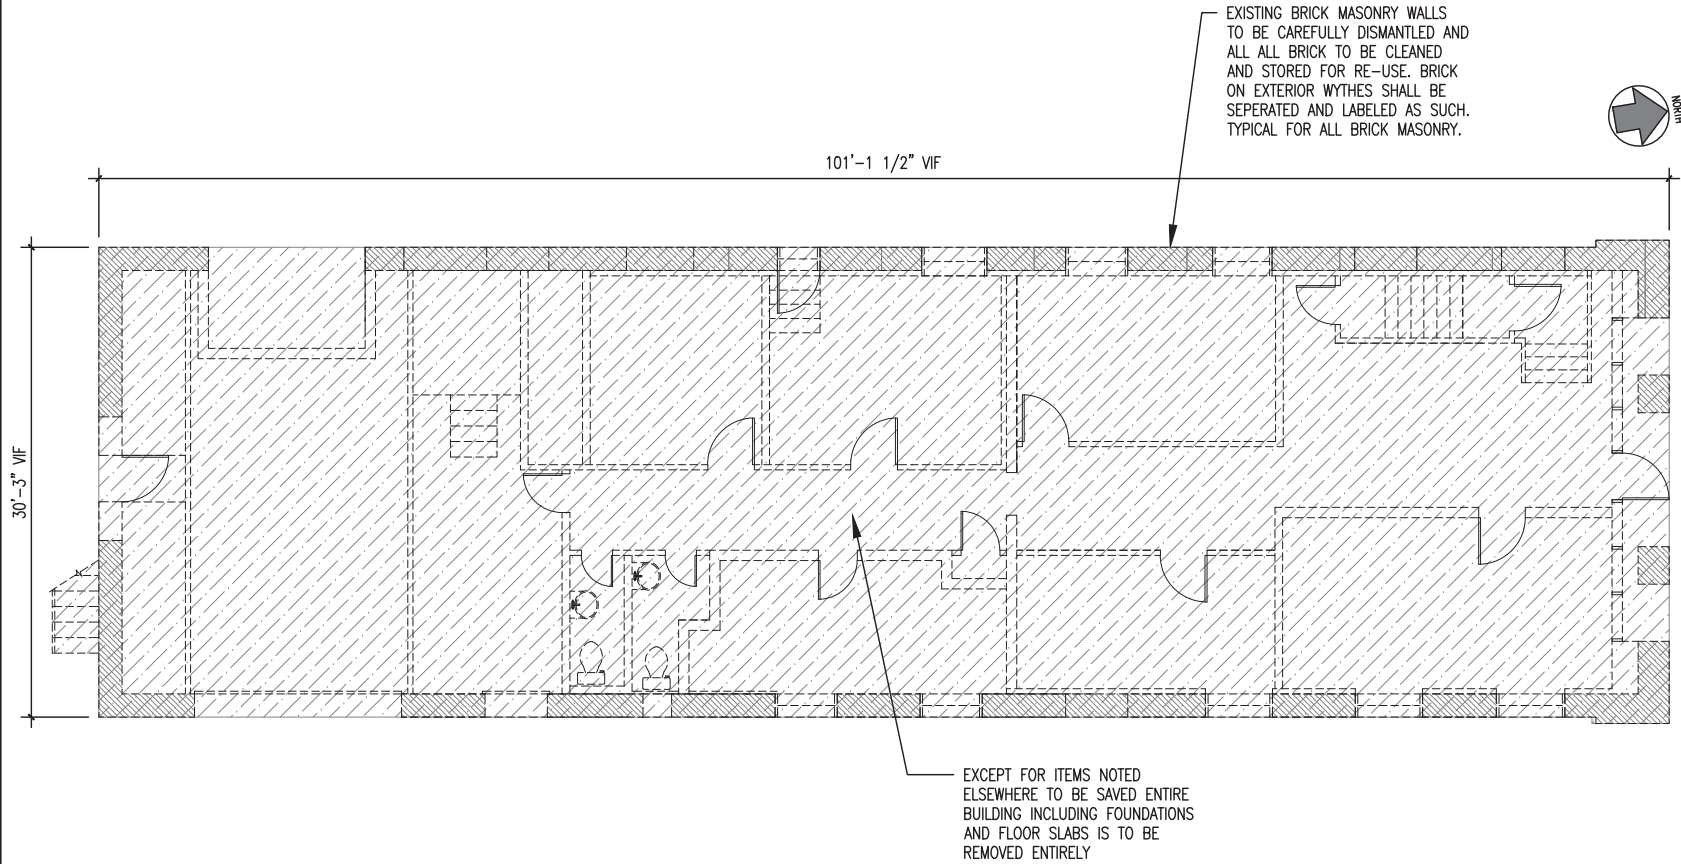 EXISTING BRICK MASONRY WALLS
TO BE CAREFULLY DISMANTLED AND
ALL ALL BRICK TO BE CLEANED
AND STORED FOR RE-USE. BRICK
ON EXTERIOR WYTHES SHALL BE
SEPERATED AND LABELED AS SUCH.
TYPICAL FOR ALL BRICK MASONRY.
NORTH
101'-1 1/2" VIF
30'-3" VIF
EXCEPT FOR ITEMS NOTED
ELSEWHERE TO BE SAVED ENTIRE
BUILDING INCLUDING FOUNDATIONS
AND FLOOR SLABS IS TO BE
REMOVED ENTIRELY